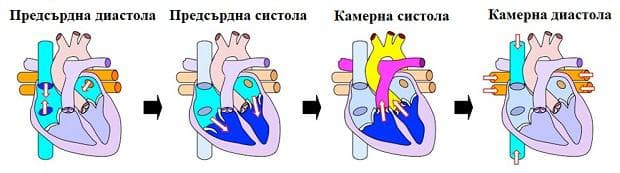 Предсърдна диастола
Предсърдна систола
Камерна систола
Камерна диастола